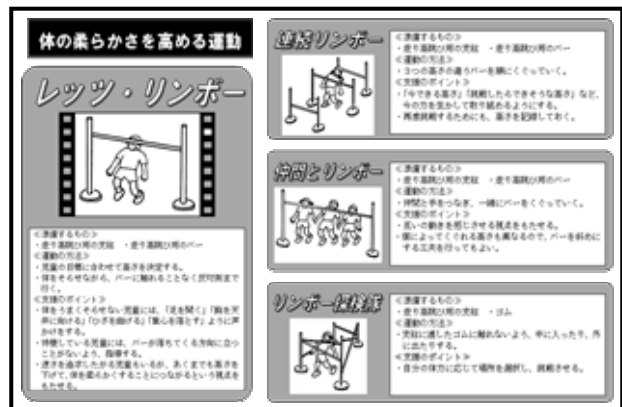 体の柔らかさを高める運動
レッツ・リンボー
≪準備するもの≫
・走り高跳び用の支柱　・走り高跳び用のバー
≪運動の方法≫
・児童の目標に合わせて高さを決定する。
・体をそらせながら、バーに触れることなく反対側まで
行く。
≪支援のポイント≫
・体をうまくそらせない児童には、「足を開く」「胸を天
井に向ける」「ひざを曲げる」「重心を落とす」ように声
かけをする。
・待機している児童には、バーが落ちてくる方向に立つ
ことがないよう、指導する。
・高さを追求したがる児童もいるが、あくまでも高さを
下げて、体を柔らかくすることにつながるという視点を
もたせる。
連続リンボー
≪準備するもの≫
・走り高跳び用の支柱　・走り高跳び用のバー
≪運動の方法≫
・3つの高さの違うバーを順にくぐっていく。
≪支援のポイント≫
・「今できる高さ」「挑戦したらできそうな高さ」など、
今の力を生かして取り組めるようにする。
・再度挑戦するためにも、高さを記録しておく。
仲間とリンボー
≪準備するもの≫
・走り高跳び用の支柱　・走り高跳び用のバー
≪運動の方法≫
・仲間と手をつなぎ、一緒にバーをくぐっていく。
≪支援のポイント≫
・互いの動きを感じさせる視点をもたせる。
・個によってくぐれる高さも異なるので、バーを斜めに
する工夫を行ってもよい。
リンボー探検隊
≪準備するもの≫
・走り高跳び用の支柱　・ゴム
≪運動の方法≫
・支柱に渡したゴムに触れないよう、中に入ったり、外
に出たりする。
≪支援のポイント≫
・自分の体力に応じて場所を選択し、挑戦させる。